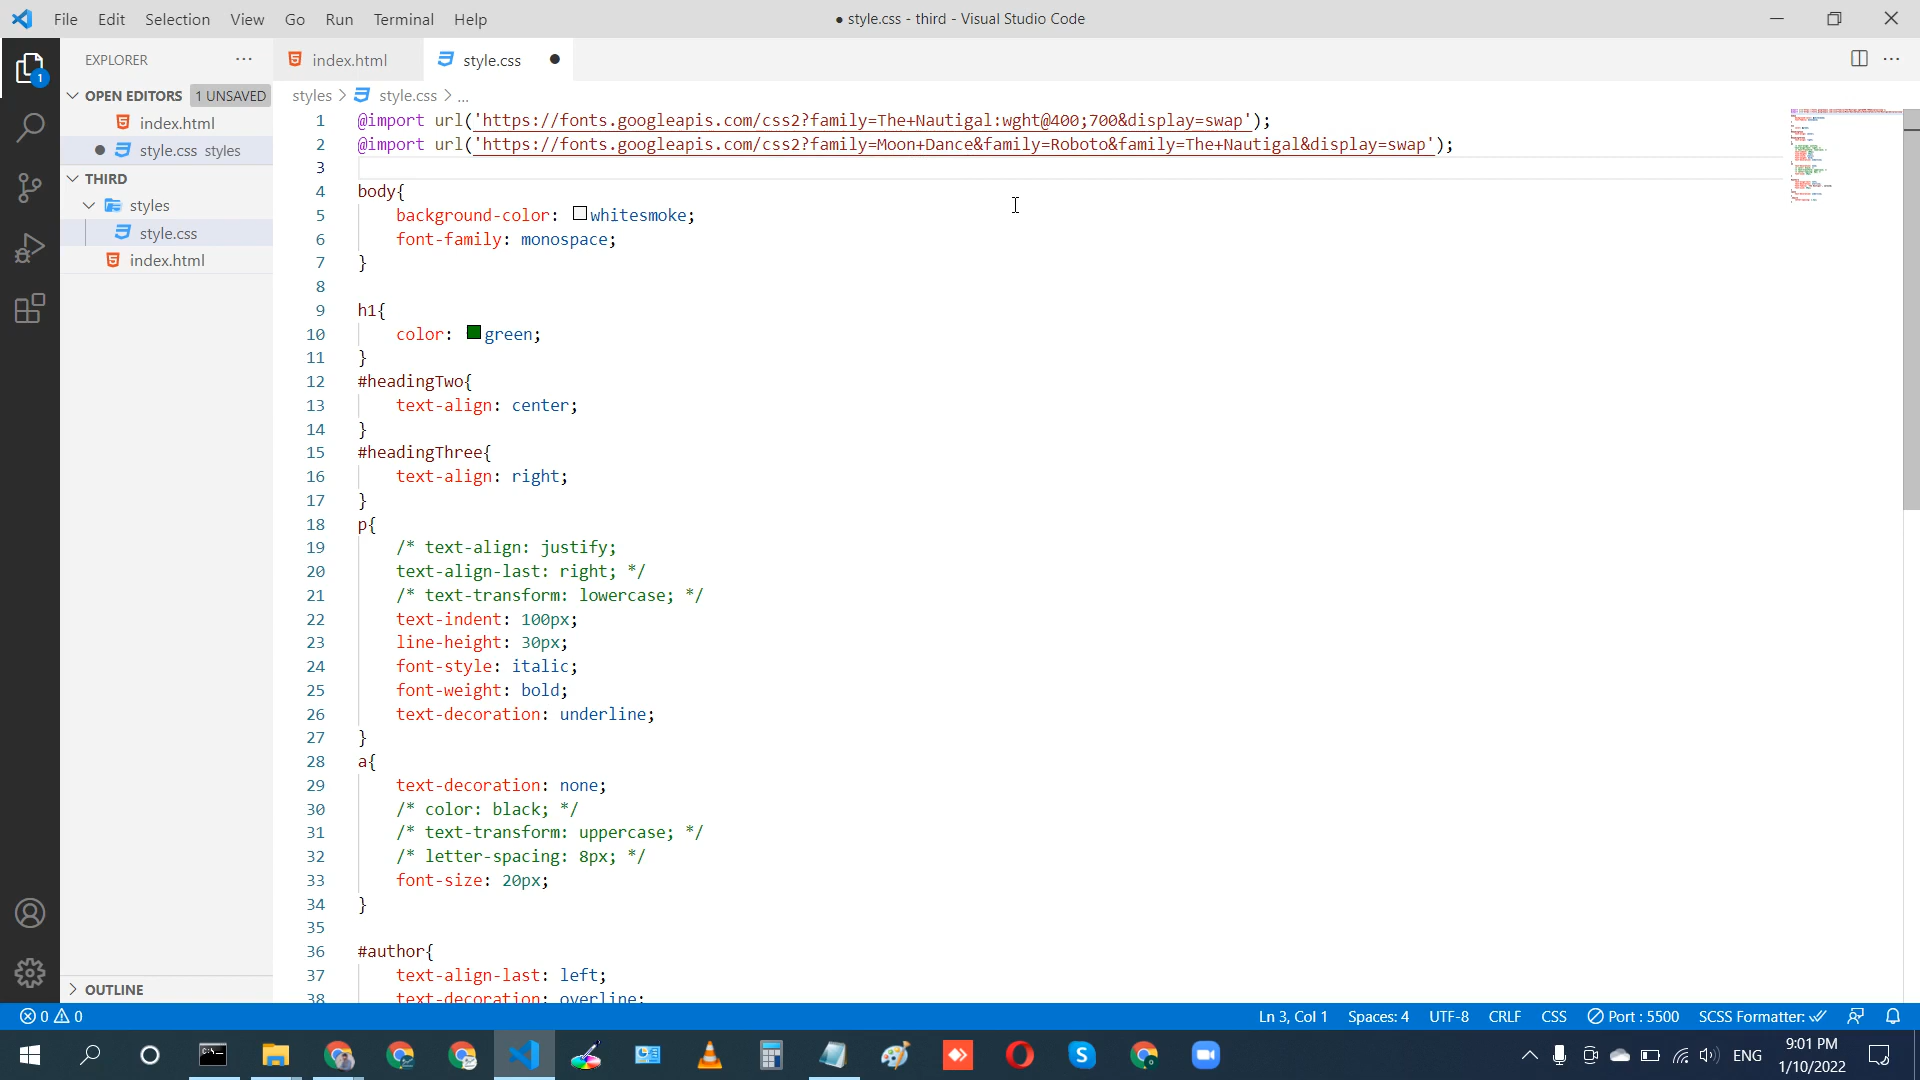 File Edit Selection View Go Run Terminal Help
● style.css - third - Visual Studio Code
EXPLORER
index.html
style.css
OPEN EDITORS 1 UNSAVED
index.html
style.css styles
THIRD
styles
style.css
index.html
OUTLINE
styles > style.css > ...
1 @import url('https://fonts.googleapis.com/css2?family=The+Nautigal:wght@400;700&display=swap');
2 @import url('https://fonts.googleapis.com/css2?family=Moon+Dance&family=Roboto&family=The+Nautigal&display=swap');
3
4 body{
5 background-color: whitesmoke;
6 font-family: monospace;
7 }
8
9 h1{
10 color: green;
11 }
12 #headingTwo{
13 text-align: center;
14 }
15 #headingThree{
16 text-align: right;
17 }
18 p{
19 /* text-align: justify;
20 text-align-last: right; */
21 /* text-transform: lowercase; */
22 text-indent: 100px;
23 line-height: 30px;
24 font-style: italic;
25 font-weight: bold;
26 text-decoration: underline;
27 }
28 a{
29 text-decoration: none;
30 /* color: black; */
31 /* text-transform: uppercase; */
32 /* letter-spacing: 8px; */
33 font-size: 20px;
34 }
35
36 #author{
37 text-align-last: left;
38 text-decoration: overline;
0 0
Ln 3, Col 1 Spaces: 4 UTF-8 CRLF CSS Port : 5500 SCSS Formatter:
ENG
9:01 PM
1/10/2022